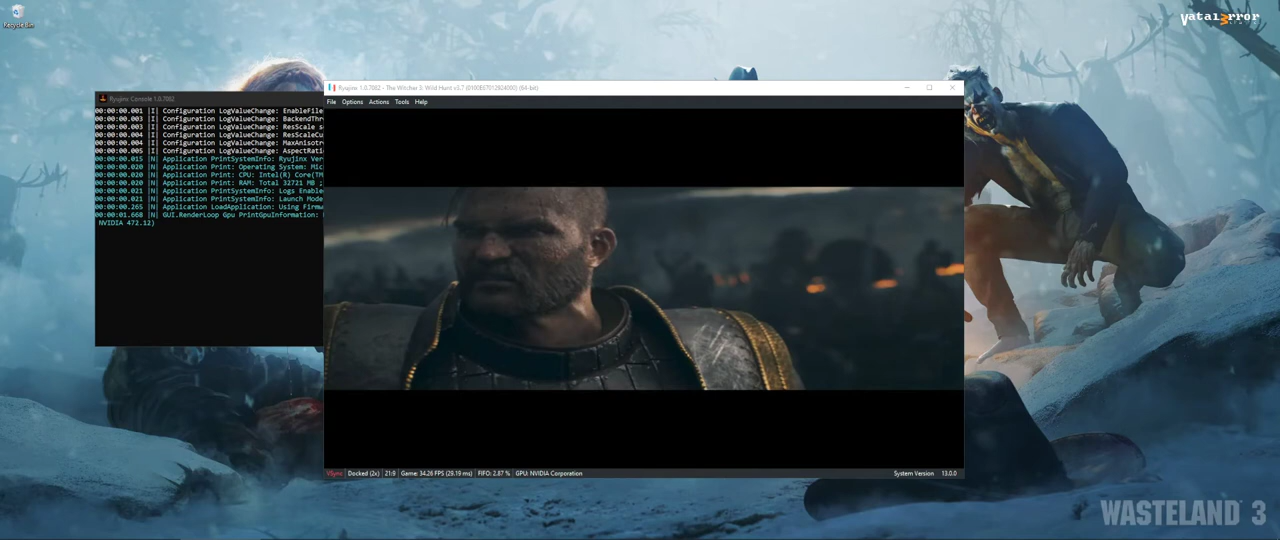 Recycle Bin
Ryujinx Console 1.0.7082
00:00:00.001 |I| Configuration LogValueChange: EnableFile
00:00:00.003 |I| Configuration LogValueChange: BackendThr
00:00:00.003 |I| Configuration LogValueChange: ResScale s
00:00:00.004 |I| Configuration LogValueChange: ResScaleCu
00:00:00.004 |I| Configuration LogValueChange: MaxAnisotr
00:00:00.005 |I| Configuration LogValueChange: AspectRati
00:00:00.015 |N| Application PrintSystemInfo: Ryujinx Ver
00:00:00.020 |N| Application Print: Operating System: Mic
00:00:00.020 |N| Application Print: CPU: Intel(R) Core(TM
00:00:00.020 |N| Application Print: RAM: Total 32721 MB ;
00:00:00.021 |N| Application PrintSystemInfo: Logs Enable
00:00:00.021 |N| Application PrintSystemInfo: Launch Mode
00:00:00.265 |N| Application LoadApplication: Using Firmw
00:00:01.668 |N| GUI.RenderLoop Gpu PrintGpuInformation:
NVIDIA 472.12)
Ryujinx 1.0.7082 - The Witcher 3: Wild Hunt v3.7 (01003D100E9C6000) (64-bit)
File Options Actions Tools Help
VSync Docked (2x) 21:9 Game: 34.26 FPS (29.19 ms) FIFO: 2.87 % GPU: NVIDIA Corporation System Version 13.0.0
WASTELAND 3